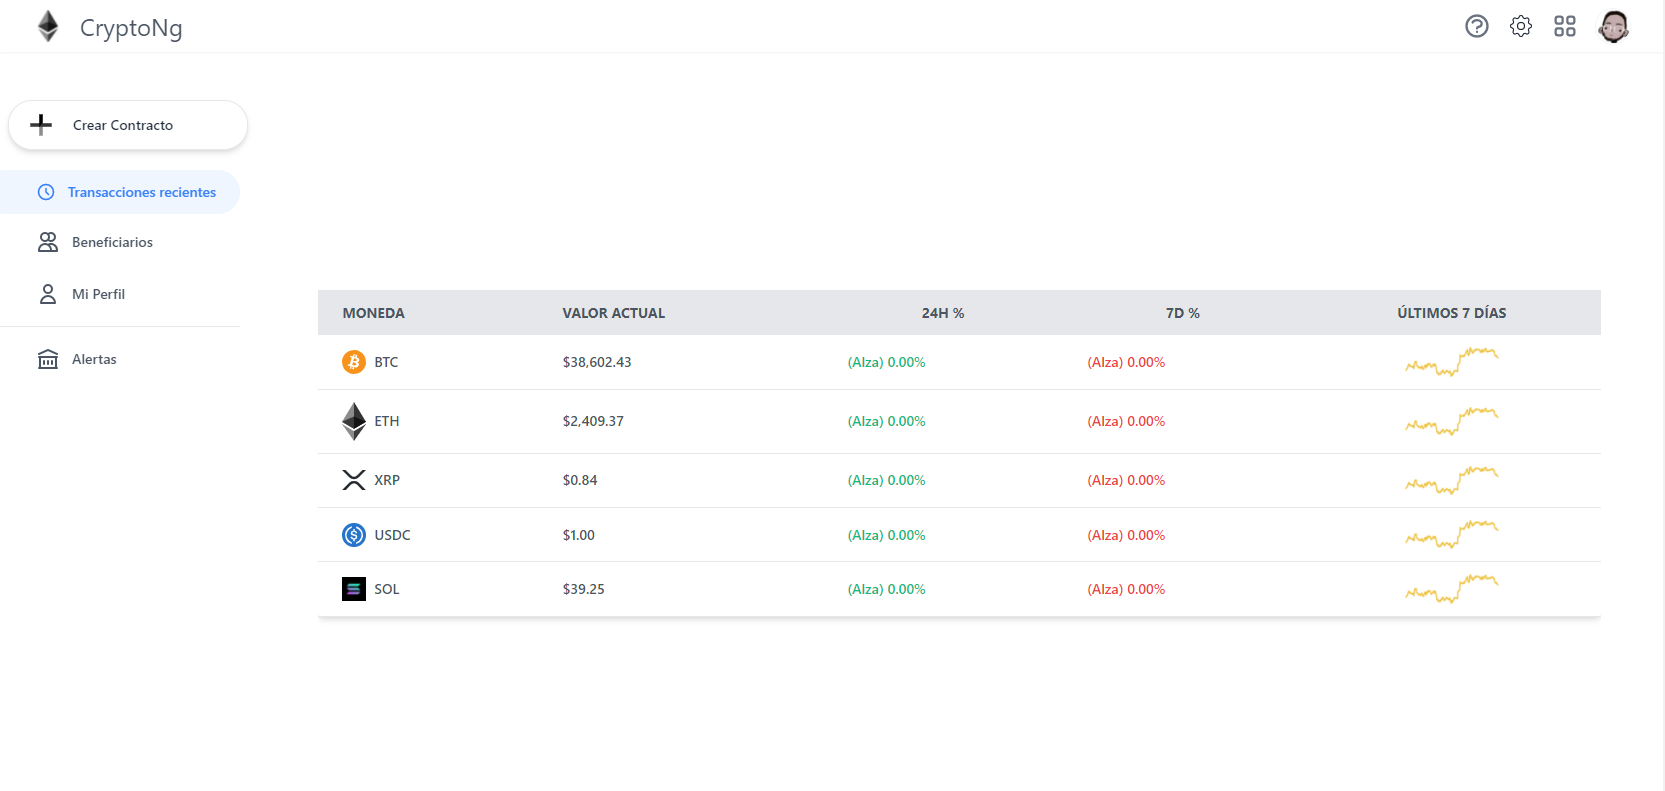 CryptoNg
Crear Contracto
Transacciones recientes
Beneficiarios
Mi Perfil
Alertas
MONEDA VALOR ACTUAL 24H % 7D % ÚLTIMOS 7 DÍAS
BTC $38,602.43 (Alza) 0.00% (Alza) 0.00%
ETH $2,409.37 (Alza) 0.00% (Alza) 0.00%
XRP $0.84 (Alza) 0.00% (Alza) 0.00%
USDC $1.00 (Alza) 0.00% (Alza) 0.00%
SOL $39.25 (Alza) 0.00% (Alza) 0.00%